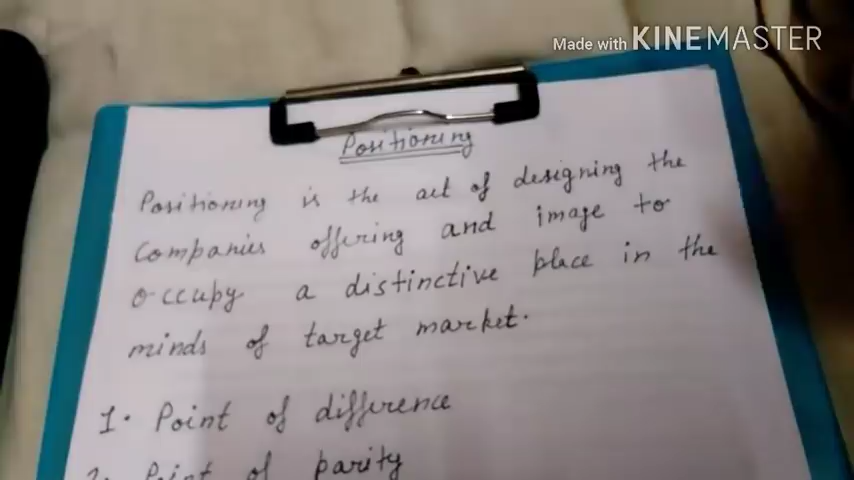 Made with KINEMASTER
Positioning
Positioning is the act of designing the
Companies offering and image to
occupy a distinctive place in the
minds of target market.
1. Point of difference
2. Point of parity